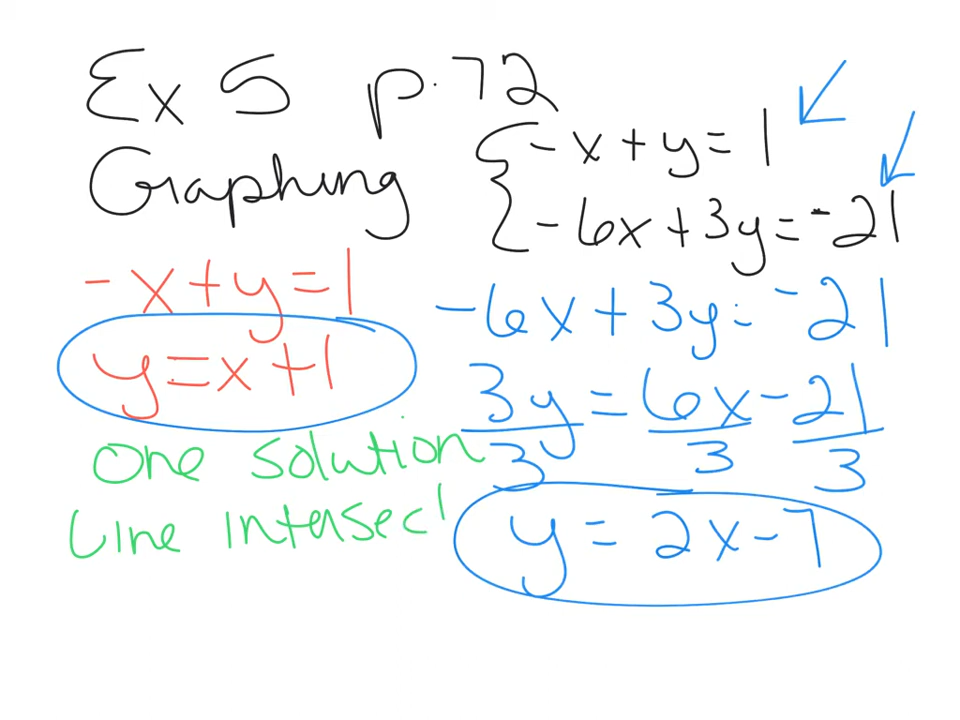 Ex 5 p.72
Graphing
{ -x + y = 1
-6x + 3y = -21
-x + y = 1
y = x + 1
One solution
Line intersect
-6x + 3y = -21
3y = 6x - 21
3 3 3
y = 2x - 7